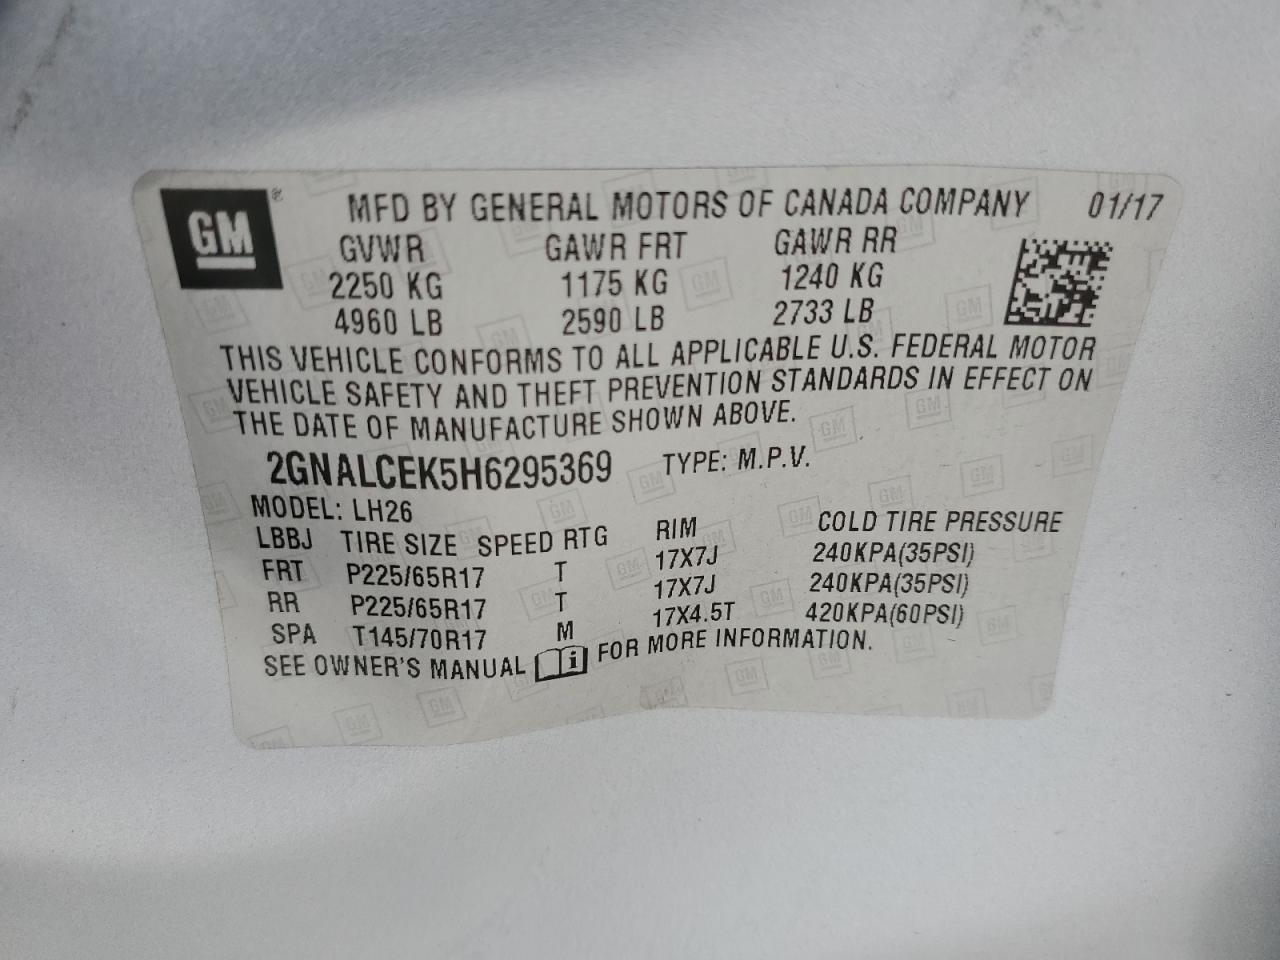 GM ® MFD BY GENERAL MOTORS OF CANADA COMPANY 01/17
GVWR GAWR FRT GAWR RR
2250 KG 1175 KG 1240 KG
4960 LB 2590 LB 2733 LB
THIS VEHICLE CONFORMS TO ALL APPLICABLE U.S. FEDERAL MOTOR
VEHICLE SAFETY AND THEFT PREVENTION STANDARDS IN EFFECT ON
THE DATE OF MANUFACTURE SHOWN ABOVE.
2GNALCEK5H6295369 TYPE: M.P.V.
MODEL: LH26
LBBJ TIRE SIZE SPEED RTG RIM COLD TIRE PRESSURE
FRT P225/65R17 T 17X7J 240KPA(35PSI)
RR P225/65R17 T 17X7J 240KPA(35PSI)
SPA T145/70R17 M 17X4.5T 420KPA(60PSI)
SEE OWNER'S MANUAL i FOR MORE INFORMATION.